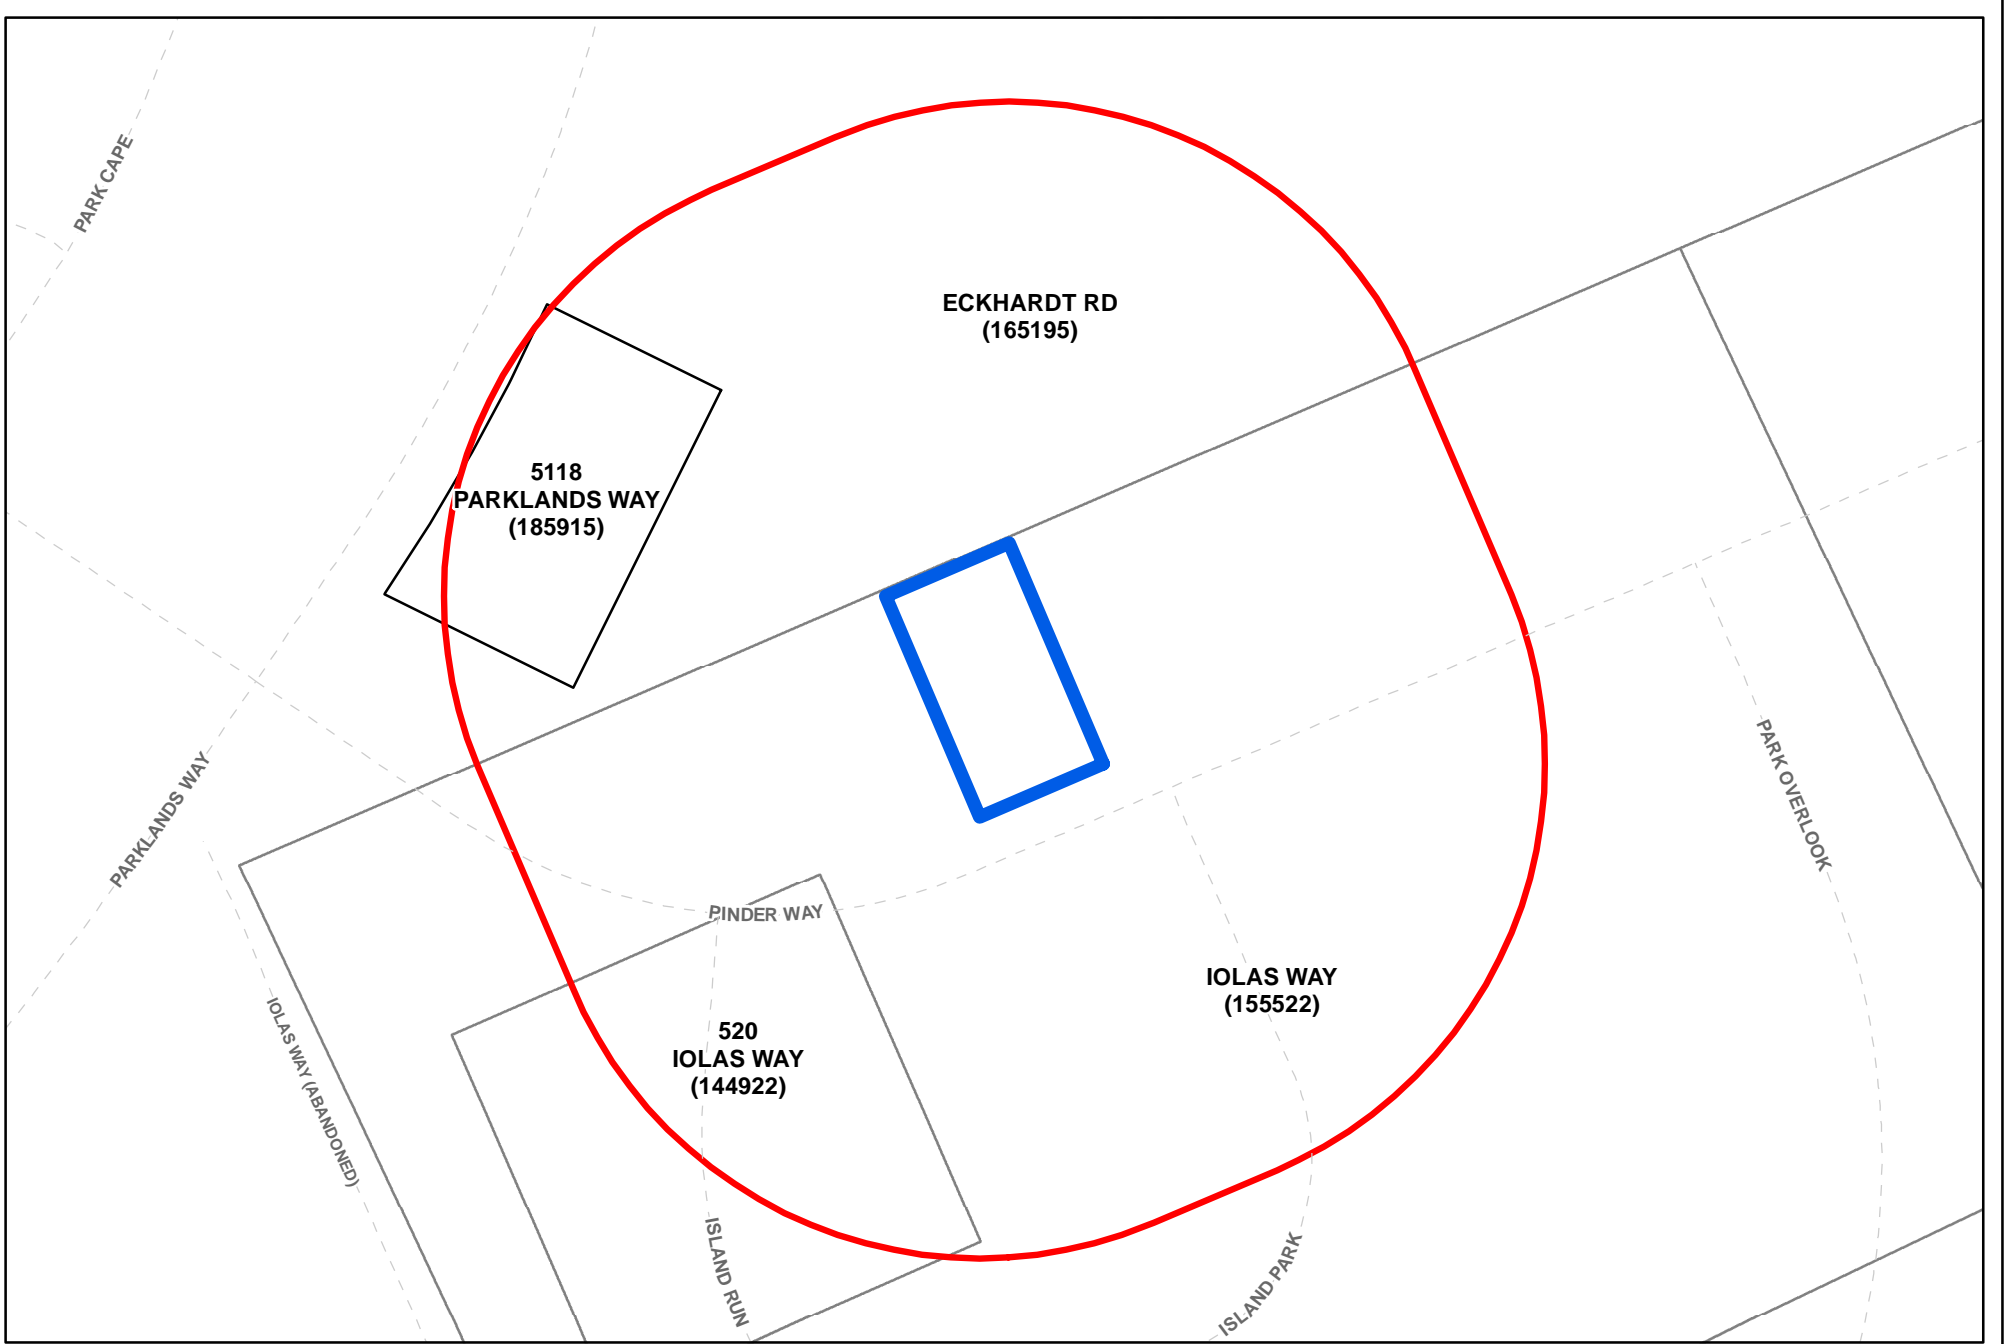 PARK CAPE
ECKHARDT RD
(165195)
5118
PARKLANDS WAY
(185915)
PARKLANDS WAY
PARK OVERLOOK
PINDER WAY
IOLAS WAY
(155522)
IOLAS WAY (ABANDONED)
520
IOLAS WAY
(144922)
ISLAND RUN
ISLAND PARK